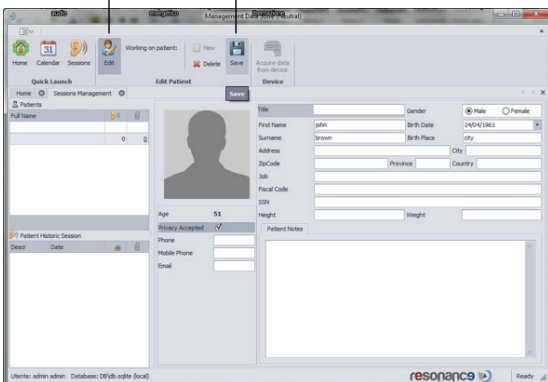 audio energetico
Management Data Suite (Neutral)
Home Calendar Sessions Edit Working on patient: New Delete Save Acquire data from device
Quick Launch Edit Patient Device
Home Sessions Management Save
Patients
Full Name
0 0
Patient Historic Session
Descr Date
Age 51
Privacy Accepted
Phone
Mobile Phone
Email
Title Gender Male Female
First Name john Birth Date 24/04/1961
Surname brown Birth Place city
Address City
ZipCode Province Country
Job
Fiscal Code
SSN
Height Weight
Patient Notes
Utente: admin admin Database: DB\db.sqlite (local) resonance Ready